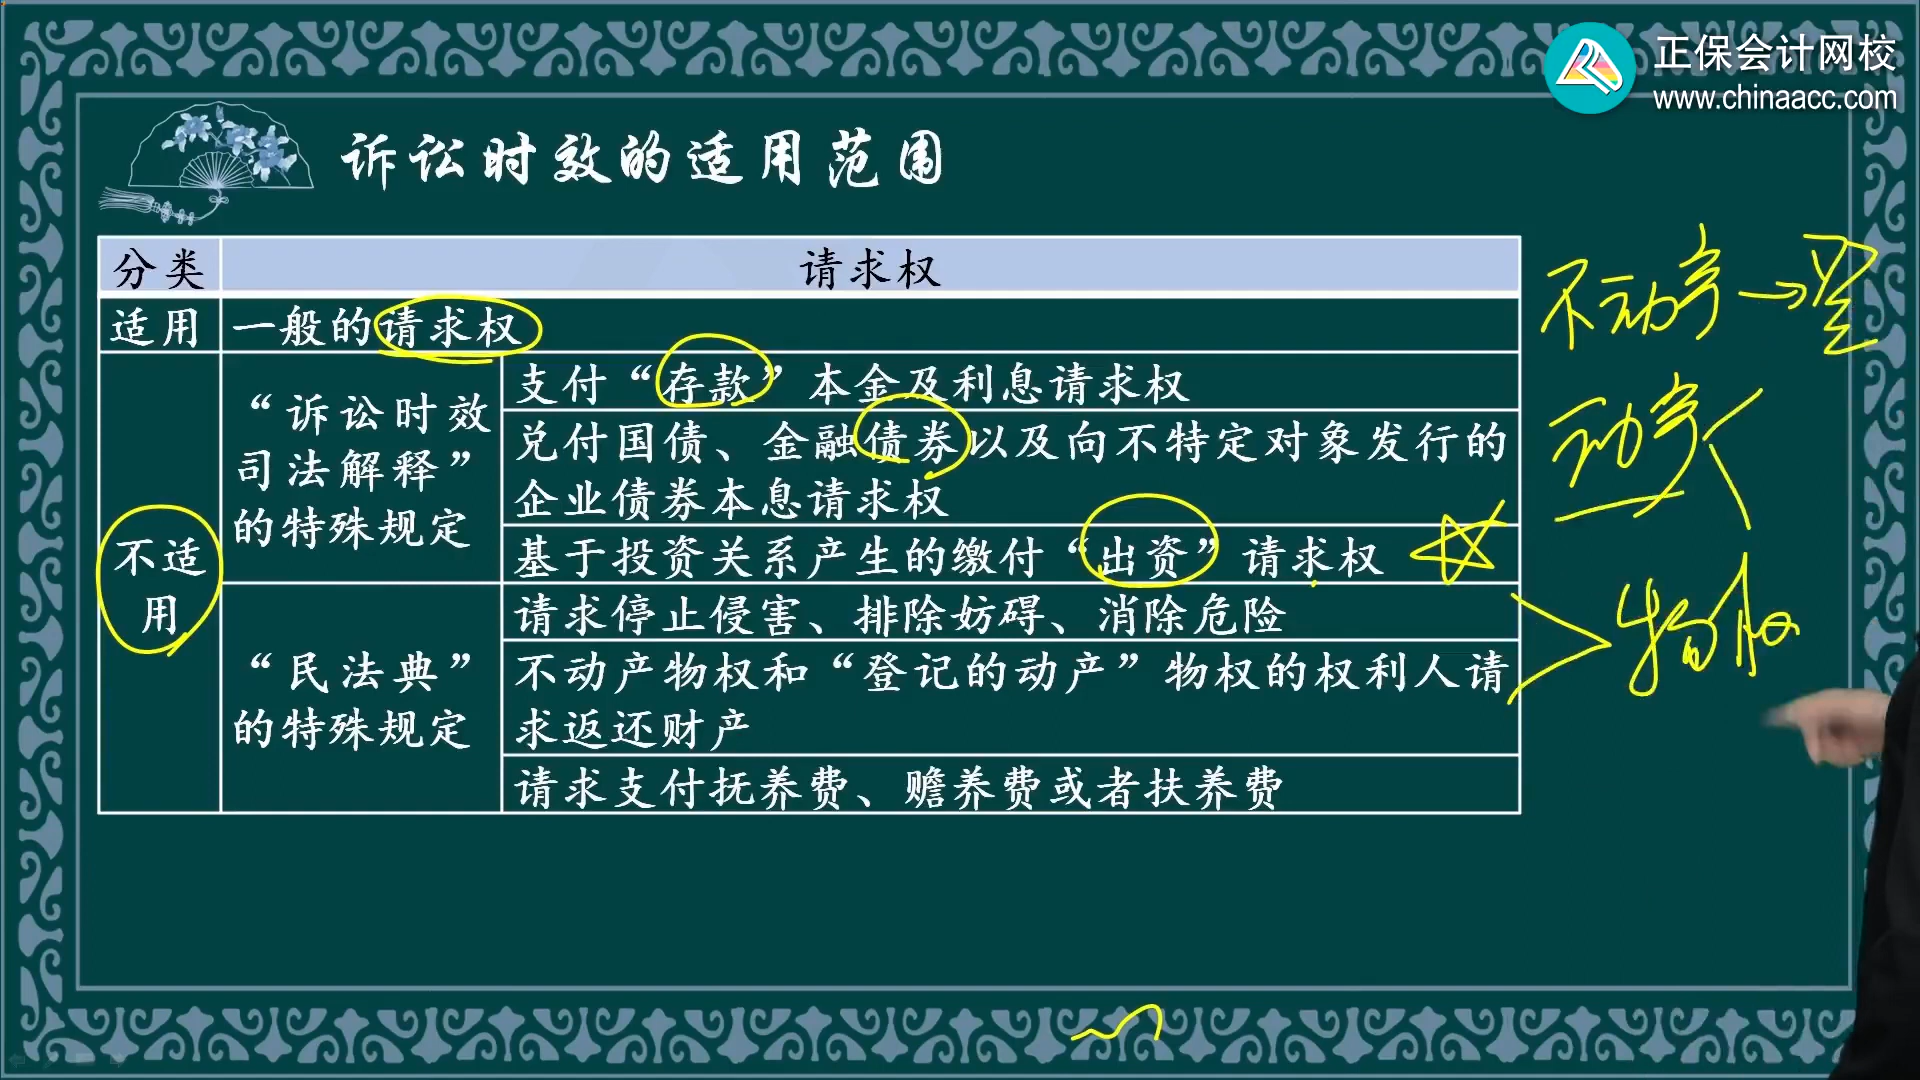 正保会计网校
www.chinaacc.com
诉讼时效的适用范围
分类
请求权
适用
一般的请求权
不适
用
“诉讼时效
司法解释”
的特殊规定
支付“存款”本金及利息请求权
兑付国债、金融债券以及向不特定对象发行的
企业债券本息请求权
基于投资关系产生的缴付“出资”请求权
“民法典”
的特殊规定
请求停止侵害、排除妨碍、消除危险
不动产物权和“登记的动产”物权的权利人请
求返还财产
请求支付抚养费、赡养费或者扶养费
不动产→
动产
物权